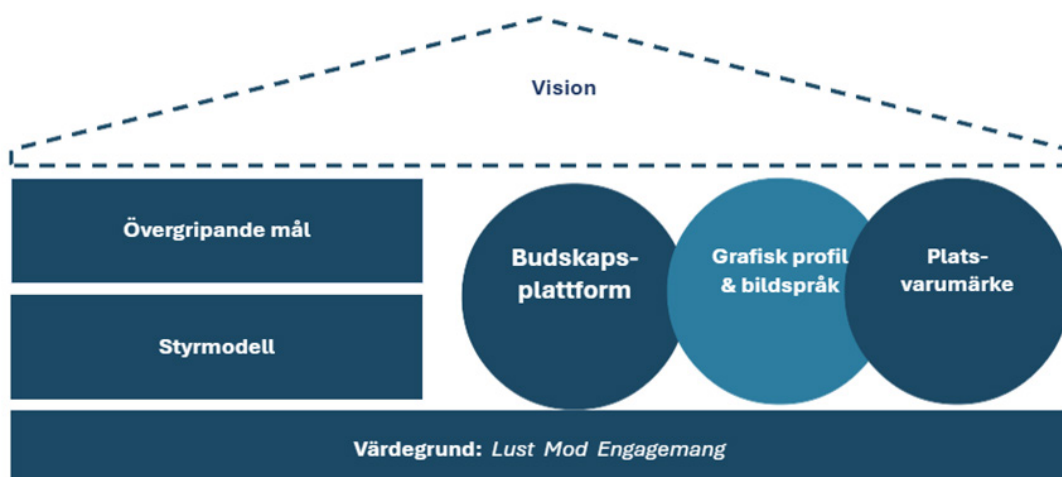 Vision
Övergripande mål
Styrmodell
Budskaps-
plattform
Grafisk profil
& bildspråk
Plats-
varumärke
Värdegrund: Lust Mod Engagemang